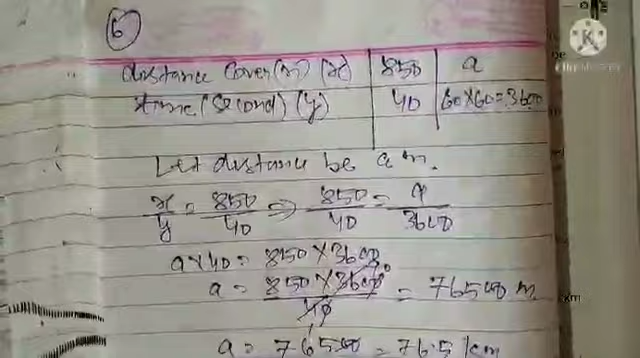 6
distance cover(m) (x) 850 a
time (second) (y) 40 60×60=3600
Let distance be a m.
x/y = 850/40 ⇒ 850/40 = a/3600
a×40 = 850×3600
a = 850×3600/40 = 76500 m
a = 76500 = 76.5 km
K